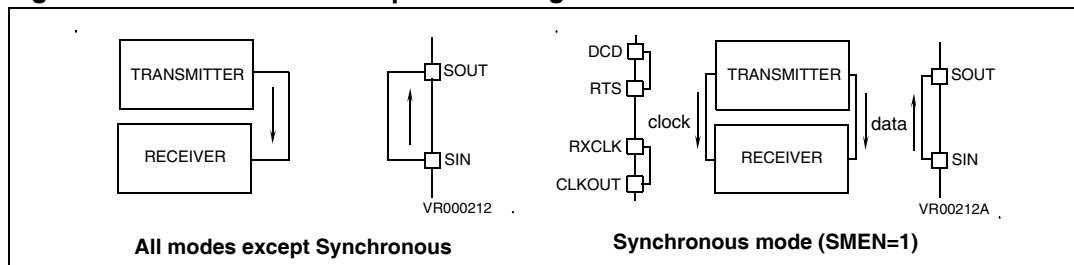 TRANSMITTER
RECEIVER
SOUT
SIN
VR000212
All modes except Synchronous
DCD
RTS
RXCLK
CLKOUT
clock
TRANSMITTER
RECEIVER
data
SOUT
SIN
VR00212A
Synchronous mode (SMEN=1)